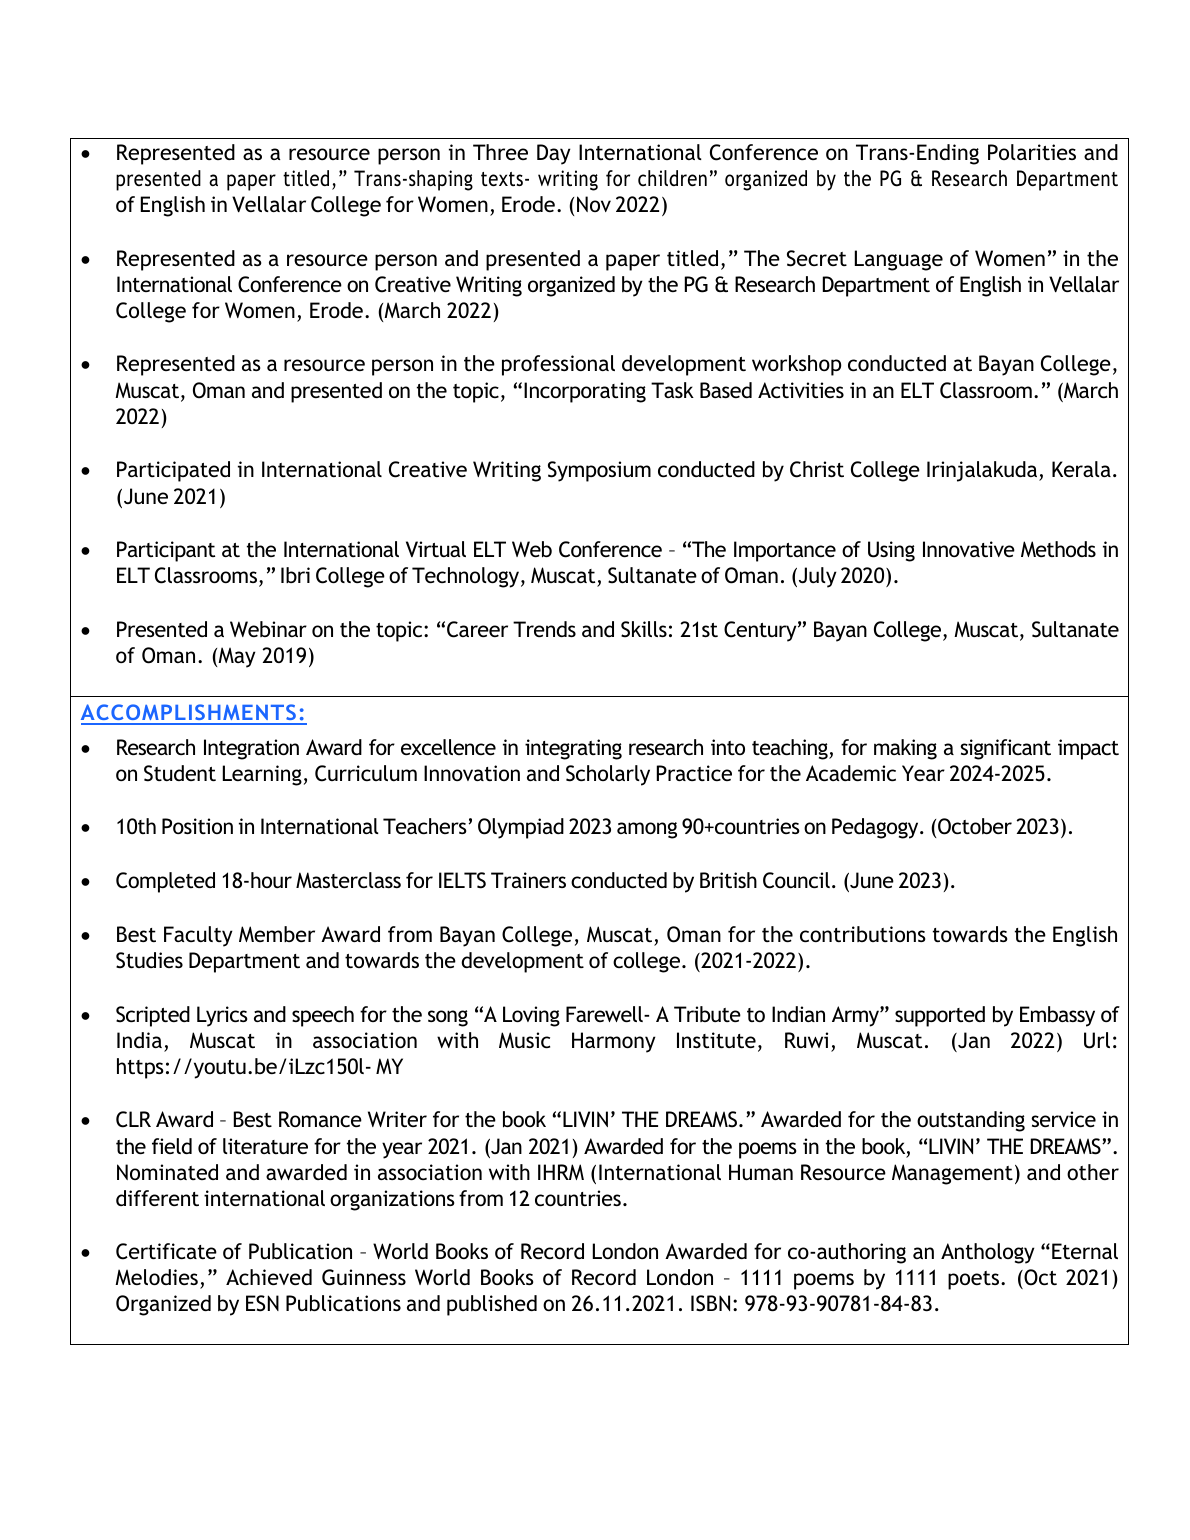 • Represented as a resource person in Three Day International Conference on Trans-Ending Polarities and
presented a paper titled,” Trans-shaping texts- writing for children” organized by the PG & Research Department
of English in Vellalar College for Women, Erode. (Nov 2022)
• Represented as a resource person and presented a paper titled,” The Secret Language of Women” in the
International Conference on Creative Writing organized by the PG & Research Department of English in Vellalar
College for Women, Erode. (March 2022)
• Represented as a resource person in the professional development workshop conducted at Bayan College,
Muscat, Oman and presented on the topic, “Incorporating Task Based Activities in an ELT Classroom.” (March
2022)
• Participated in International Creative Writing Symposium conducted by Christ College Irinjalakuda, Kerala.
(June 2021)
• Participant at the International Virtual ELT Web Conference – “The Importance of Using Innovative Methods in
ELT Classrooms,” Ibri College of Technology, Muscat, Sultanate of Oman. (July 2020).
• Presented a Webinar on the topic: “Career Trends and Skills: 21st Century” Bayan College, Muscat, Sultanate
of Oman. (May 2019)
ACCOMPLISHMENTS:
• Research Integration Award for excellence in integrating research into teaching, for making a significant impact
on Student Learning, Curriculum Innovation and Scholarly Practice for the Academic Year 2024-2025.
• 10th Position in International Teachers’ Olympiad 2023 among 90+countries on Pedagogy. (October 2023).
• Completed 18-hour Masterclass for IELTS Trainers conducted by British Council. (June 2023).
• Best Faculty Member Award from Bayan College, Muscat, Oman for the contributions towards the English
Studies Department and towards the development of college. (2021-2022).
• Scripted Lyrics and speech for the song “A Loving Farewell- A Tribute to Indian Army” supported by Embassy of
India, Muscat in association with Music Harmony Institute, Ruwi, Muscat. (Jan 2022) Url:
https://youtu.be/iLzc150l- MY
• CLR Award – Best Romance Writer for the book “LIVIN’ THE DREAMS.” Awarded for the outstanding service in
the field of literature for the year 2021. (Jan 2021) Awarded for the poems in the book, “LIVIN’ THE DREAMS”.
Nominated and awarded in association with IHRM (International Human Resource Management) and other
different international organizations from 12 countries.
• Certificate of Publication – World Books of Record London Awarded for co-authoring an Anthology “Eternal
Melodies,” Achieved Guinness World Books of Record London – 1111 poems by 1111 poets. (Oct 2021)
Organized by ESN Publications and published on 26.11.2021. ISBN: 978-93-90781-84-83.